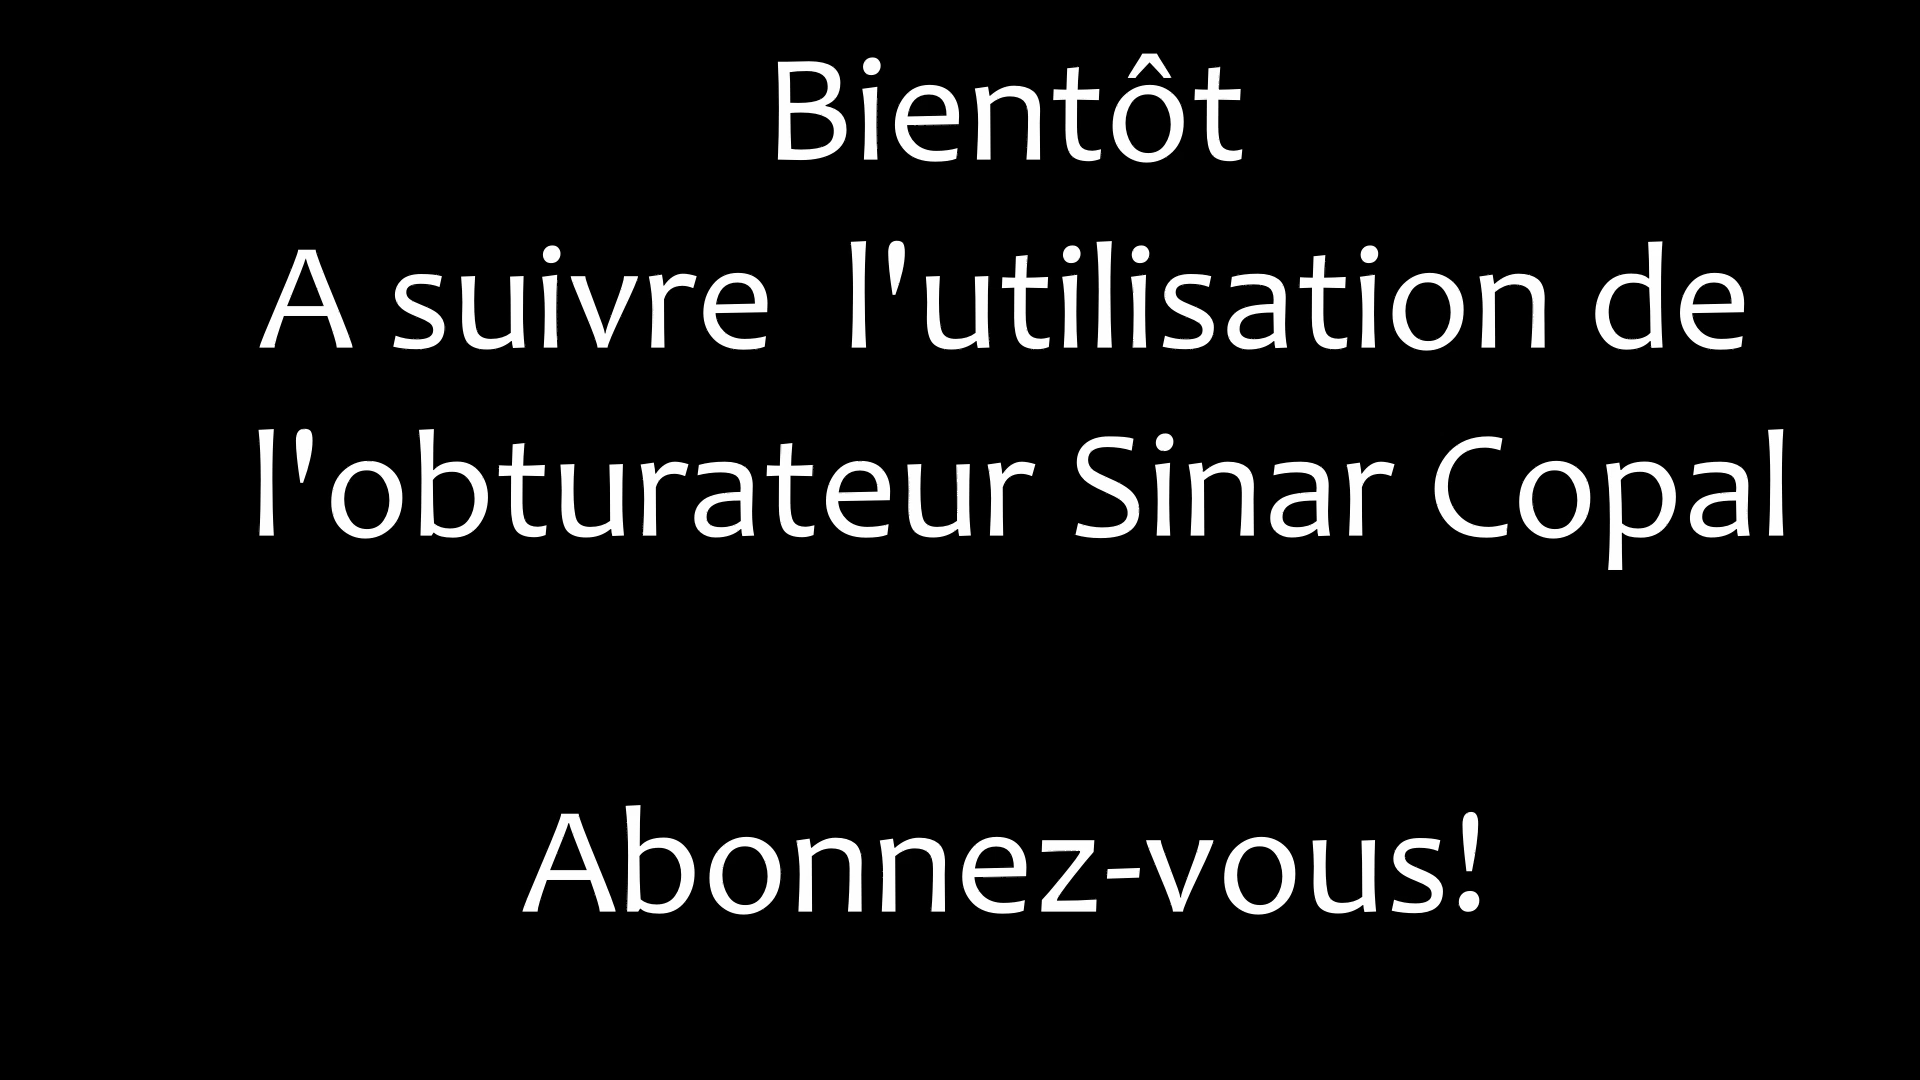 Bientôt
A suivre  l'utilisation de
l'obturateur Sinar Copal
Abonnez-vous!